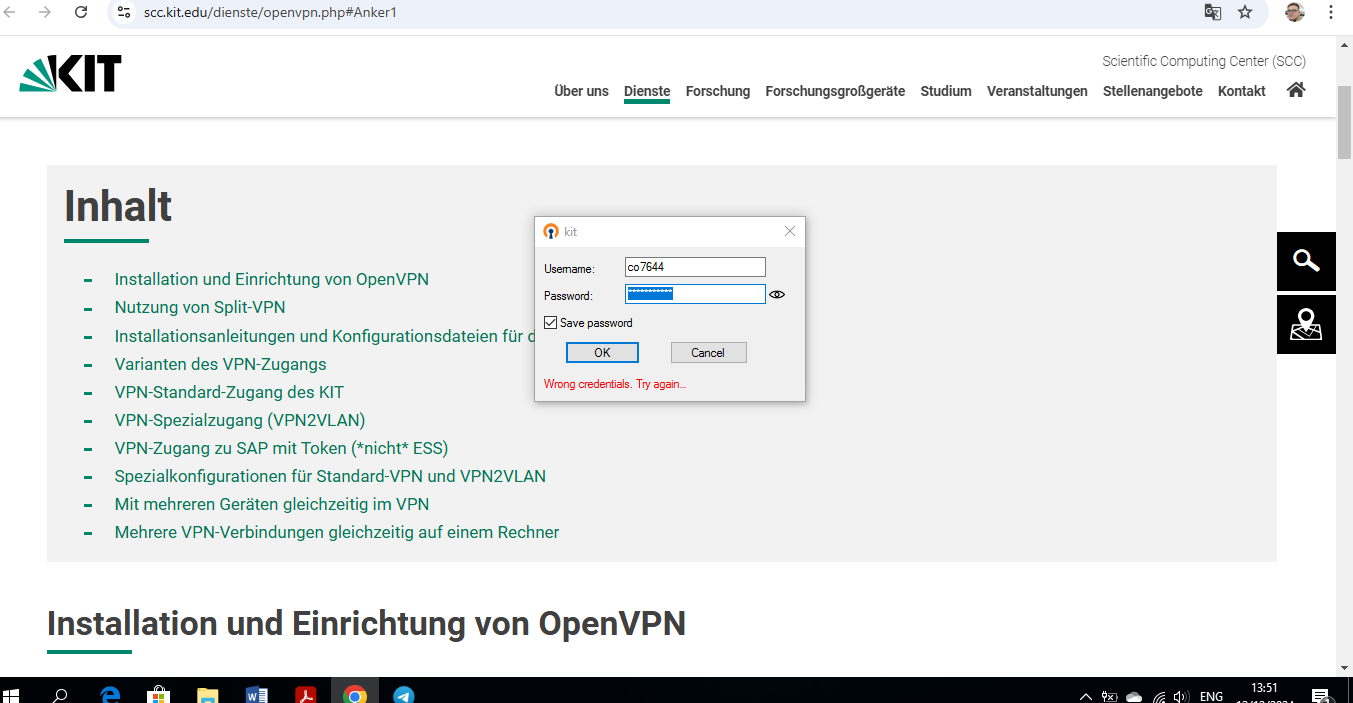 scc.kit.edu/dienste/openvpn.php#Anker1
KIT
Scientific Computing Center (SCC)
Über uns Dienste Forschung Forschungsgroßgeräte Studium Veranstaltungen Stellenangebote Kontakt
Inhalt
Installation und Einrichtung von OpenVPN
Nutzung von Split-VPN
Installationsanleitungen und Konfigurationsdateien für d
Varianten des VPN-Zugangs
VPN-Standard-Zugang des KIT
VPN-Spezialzugang (VPN2VLAN)
VPN-Zugang zu SAP mit Token (*nicht* ESS)
Spezialkonfigurationen für Standard-VPN und VPN2VLAN
Mit mehreren Geräten gleichzeitig im VPN
Mehrere VPN-Verbindungen gleichzeitig auf einem Rechner
kit
Username: co7644
Password:
Save password
OK Cancel
Wrong credentials. Try again...
Installation und Einrichtung von OpenVPN
ENG
13:51